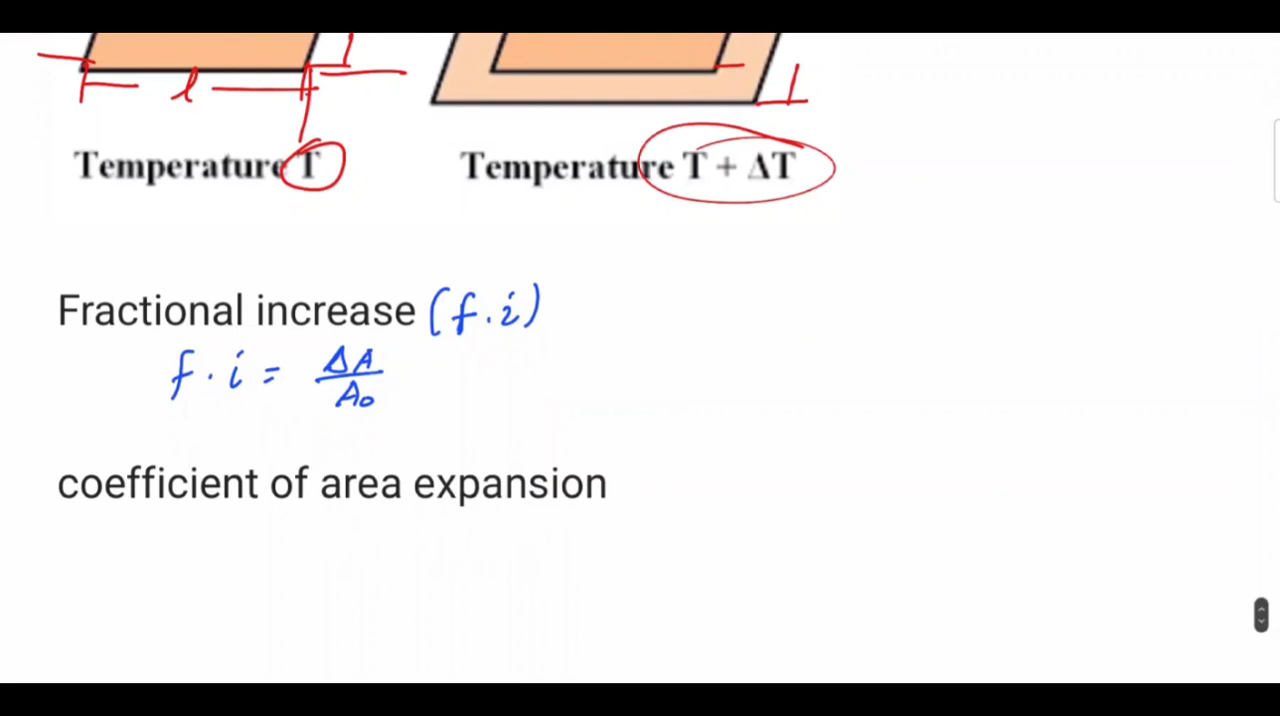 l
Temperature T
Temperature T + ΔT
Fractional increase (f.i)
f.i = ΔA/A₀
coefficient of area expansion